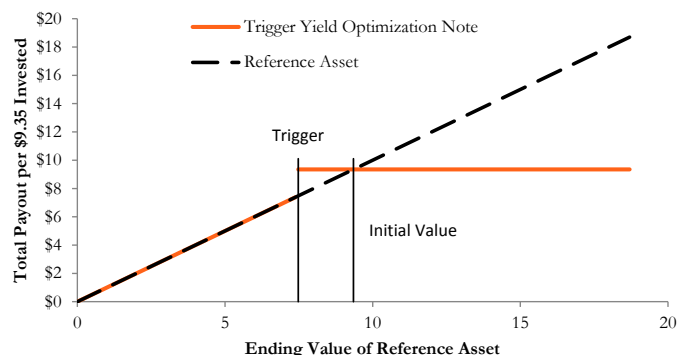 Trigger Yield Optimization Note
Reference Asset
Total Payout per $9.35 Invested
$20
$18
$16
$14
$12
$10
$8
$6
$4
$2
$0
Trigger
Initial Value
0
5
10
15
20
Ending Value of Reference Asset